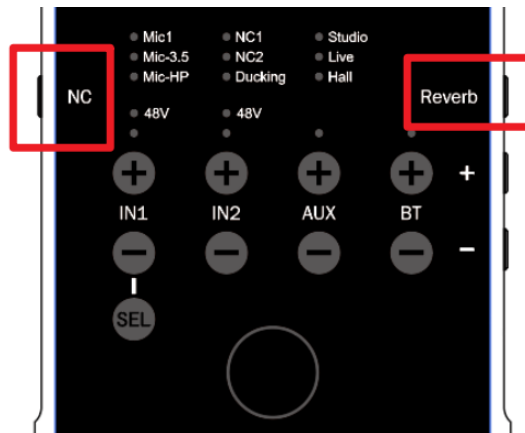 Mic1 NC1 Studio
Mic-3.5 NC2 Live
Mic-HP Ducking Hall
NC Reverb
48V 48V
+ + + + +
IN1 IN2 AUX BT
− − − − −
SEL